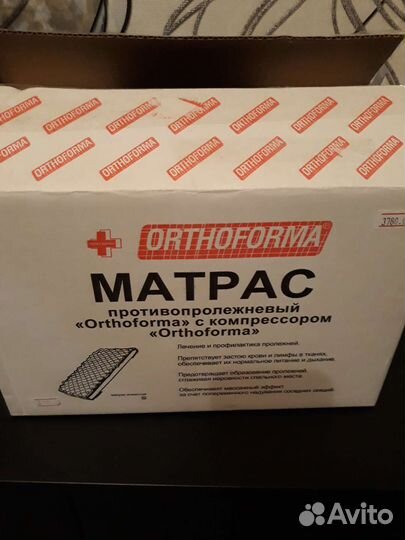 ORTHOFORMA ORTHOFORMA ORTHOFORMA ORTHOFORMA ORTHOFORMA
ORTHOFORMA ORTHOFORMA ORTHOFORMA ORTHOFORMA ORTHOFORMA ORTHOFORMA
ORTHOFORMA
3780.
МАТРАС
противопролежневый
«Orthoforma» с компрессором
«Orthoforma»
Лечение и профилактика пролежней.
Препятствует застою крови и лимфы в тканях,
обеспечивает их нормальное питание и дыхание.
Предотвращает образование пролежней,
сглаживая неровности спального места.
Обеспечивает массажный эффект
за счет попеременного надувания соседних секций.
Avito